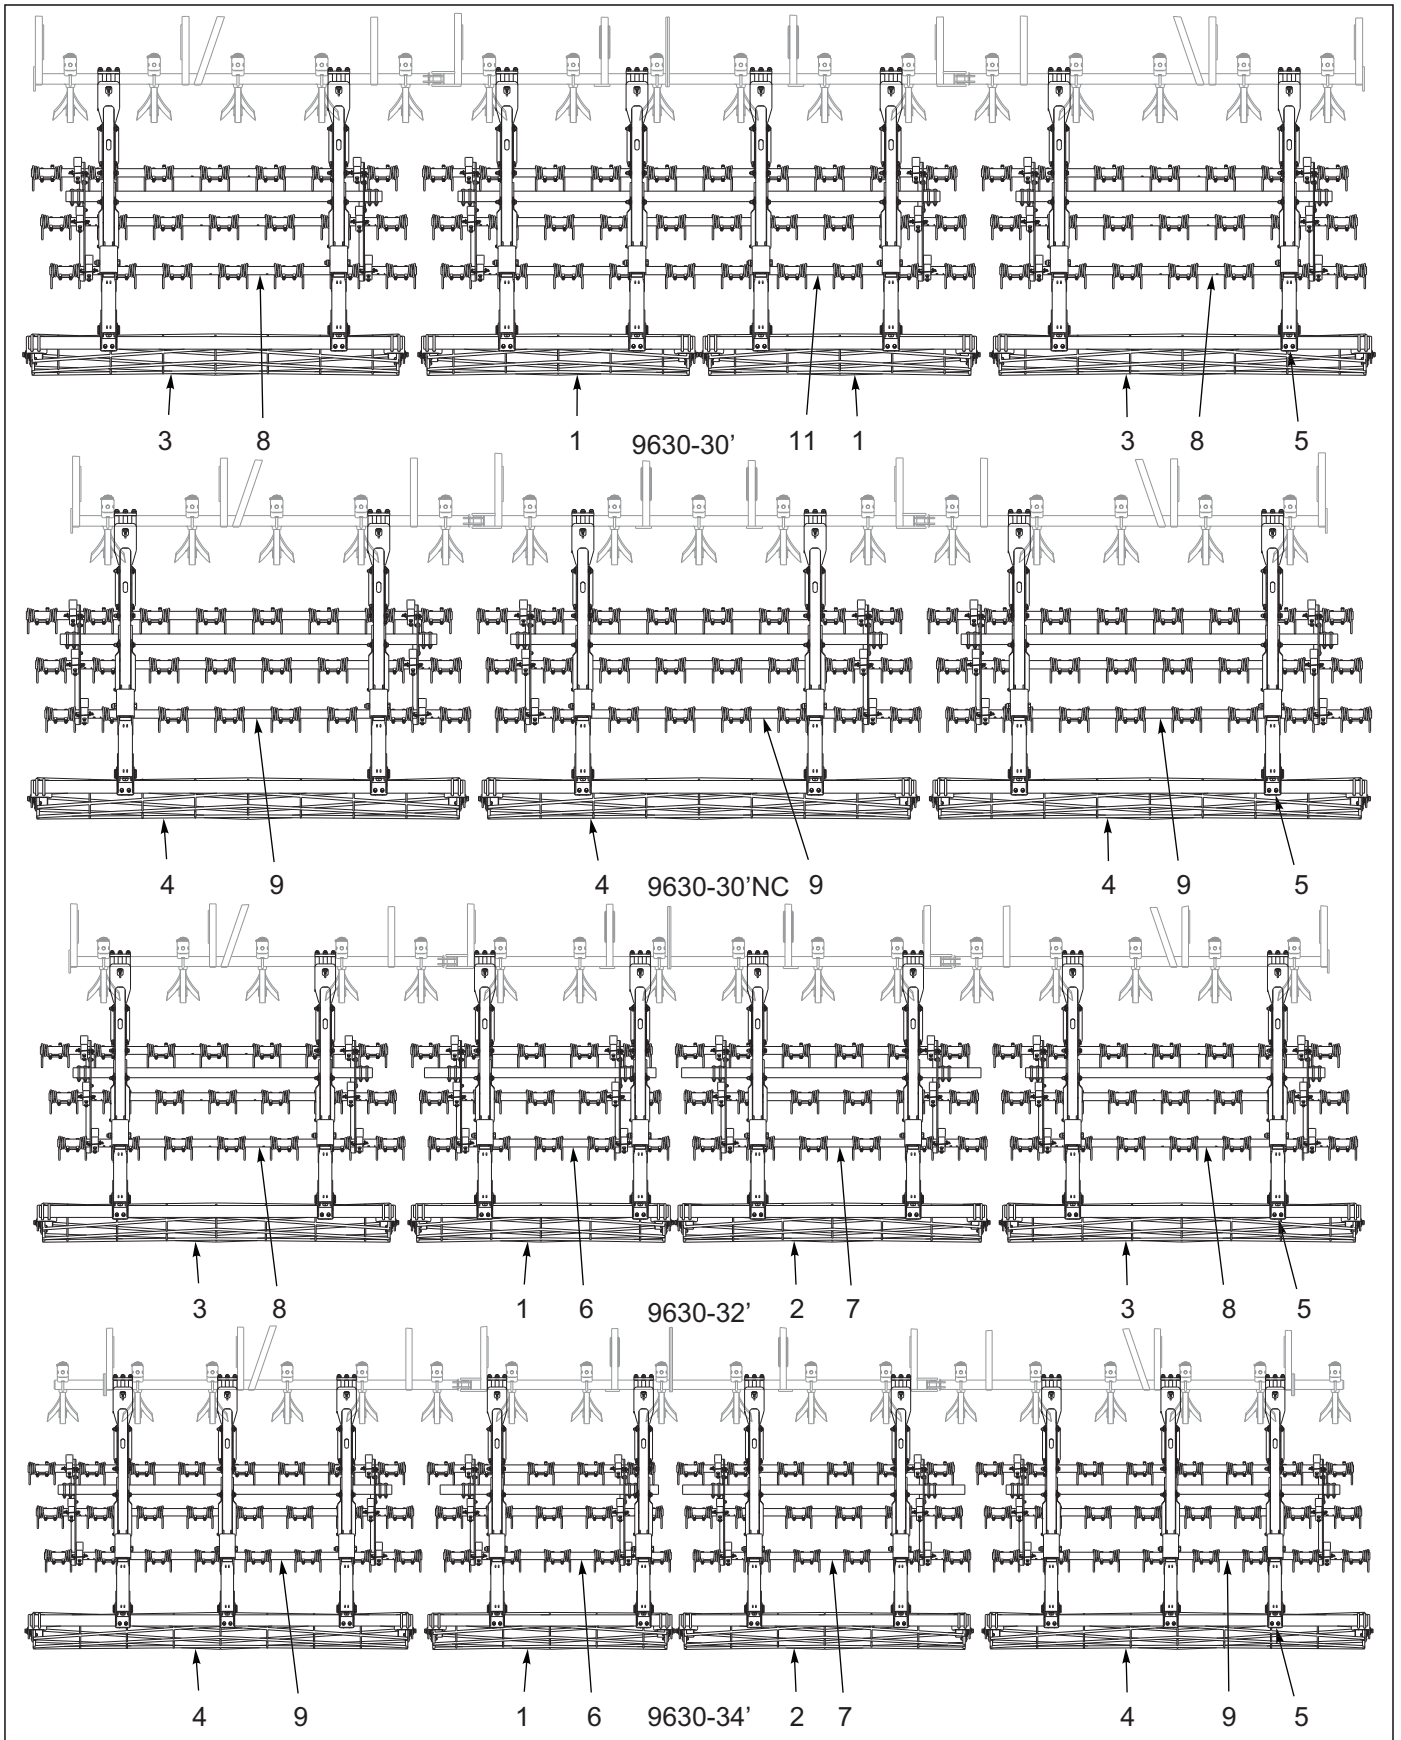 3 8 1 9630-30’ 11 1 3 8 5
4 9 4 9630-30’NC 9 4 9 5
3 8 1 6 9630-32’ 2 7 3 8 5
4 9 1 6 9630-34’ 2 7 4 9 5